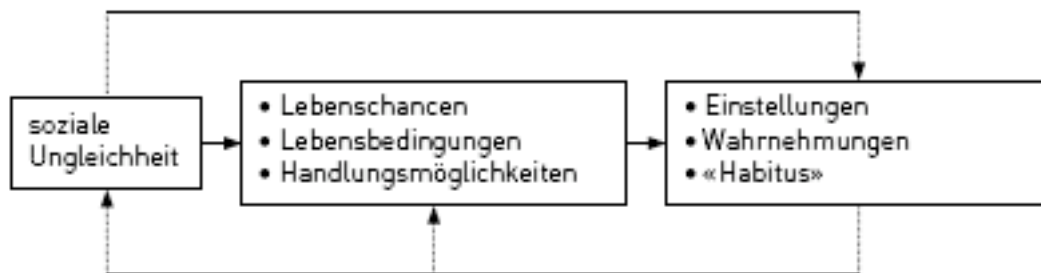 soziale
Ungleichheit
• Lebenschancen
• Lebensbedingungen
• Handlungsmöglichkeiten
• Einstellungen
• Wahrnehmungen
• «Habitus»